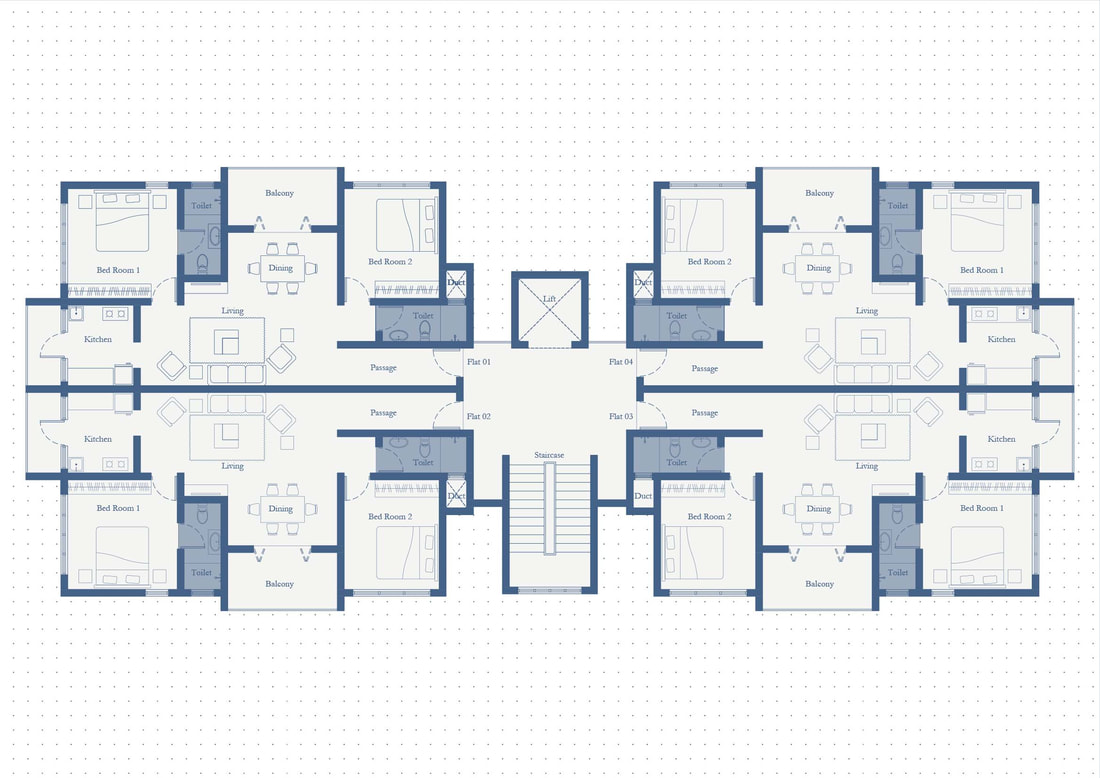 Balcony
Balcony
Toilet
Toilet
Bed Room 1
Dining
Bed Room 2
Bed Room 2
Dining
Bed Room 1
Duct
Duct
Lift
Living
Toilet
Toilet
Living
Kitchen
Kitchen
Passage
Flat 01
Flat 04
Passage
Passage
Flat 02
Flat 03
Passage
Kitchen
Kitchen
Living
Toilet
Staircase
Toilet
Living
Duct
Duct
Bed Room 1
Dining
Bed Room 2
Bed Room 2
Dining
Bed Room 1
Toilet
Balcony
Balcony
Toilet